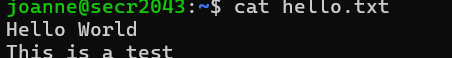 joanne@secr2043:~$ cat hello.txt
Hello World
This is a test